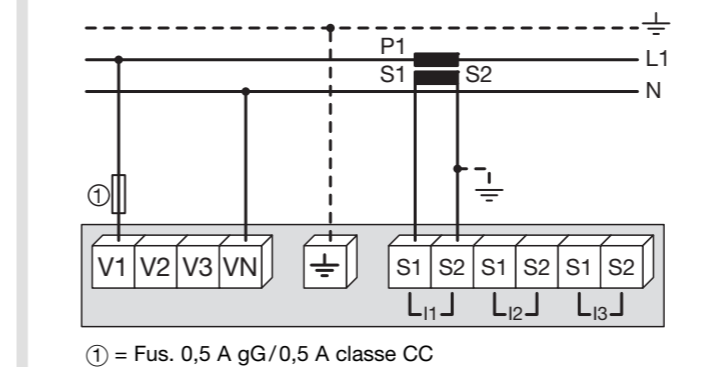 P1
L1
S1 S2
N
①
V1 V2 V3 VN S1 S2 S1 S2 S1 S2
I1 I2 I3
① = Fus. 0,5 A gG/0,5 A classe CC